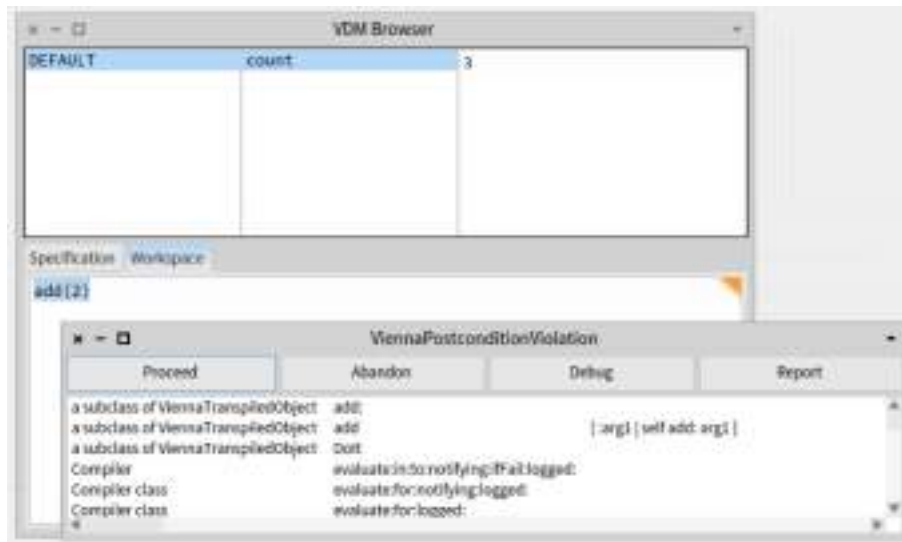 VDM Browser
DEFAULT count 3
Specification Workspace
add(2)
ViennaPostconditionViolation
Proceed Abandon Debug Report
a subclass of ViennaTranspiledObject add:
a subclass of ViennaTranspiledObject add [ :arg1 | self add: arg1 ]
a subclass of ViennaTranspiledObject DoIt
Compiler evaluate:in:to:notifying:ifFail:logged:
Compiler class evaluate:for:notifying:logged:
Compiler class evaluate:for:logged: